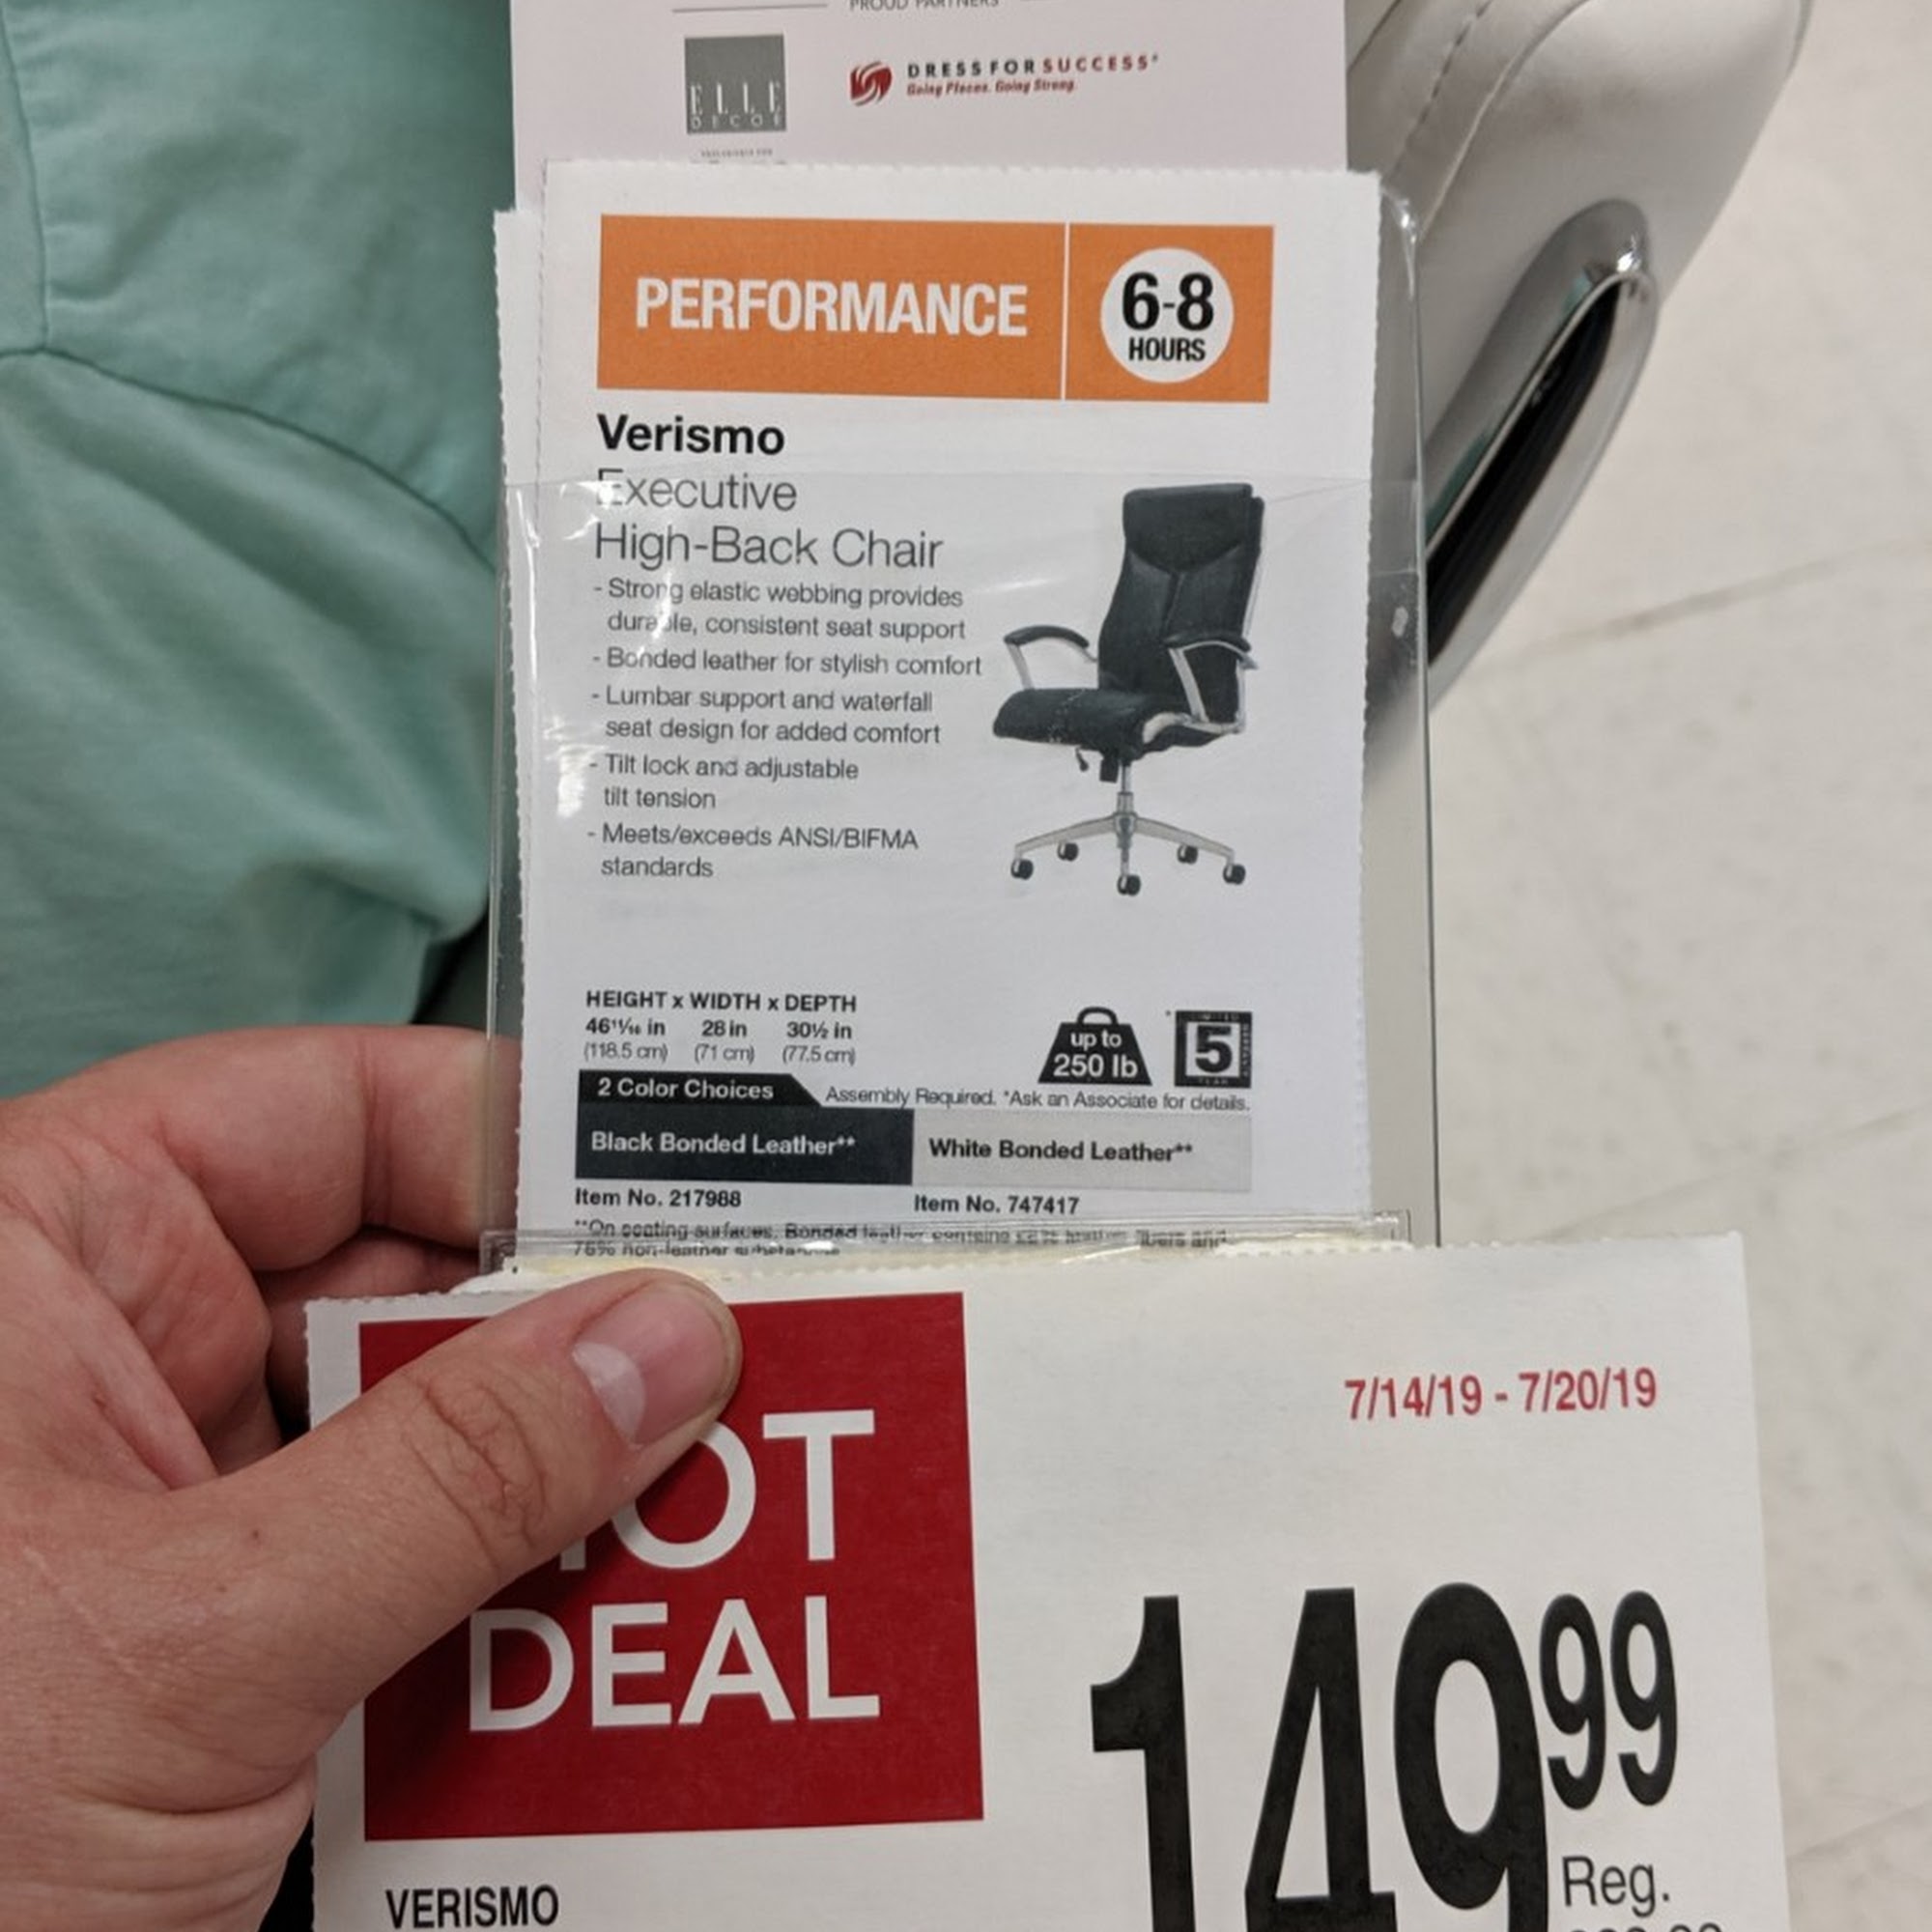 PROUD PARTNERS
ELLE
DECOR
DRESS FOR SUCCESS®
Going Places. Going Strong.
PERFORMANCE
6-8
HOURS
Verismo
Executive
High-Back Chair
- Strong elastic webbing provides
durable, consistent seat support
- Bonded leather for stylish comfort
- Lumbar support and waterfall
seat design for added comfort
- Tilt lock and adjustable
tilt tension
- Meets/exceeds ANSI/BIFMA
standards
HEIGHT x WIDTH x DEPTH
46¹¹⁄₁₆ in 28 in 30½ in
(118.5 cm) (71 cm) (77.5 cm)
up to
250 lb
* LIMITED
5
YEAR
2 Color Choices
Assembly Required. *Ask an Associate for details.
Black Bonded Leather**
White Bonded Leather**
Item No. 217988
Item No. 747417
**On seating surfaces. Bonded leather contains fibers and
non-leather substances
7/14/19 - 7/20/19
HOT
DEAL
149 99
Reg.
VERISMO